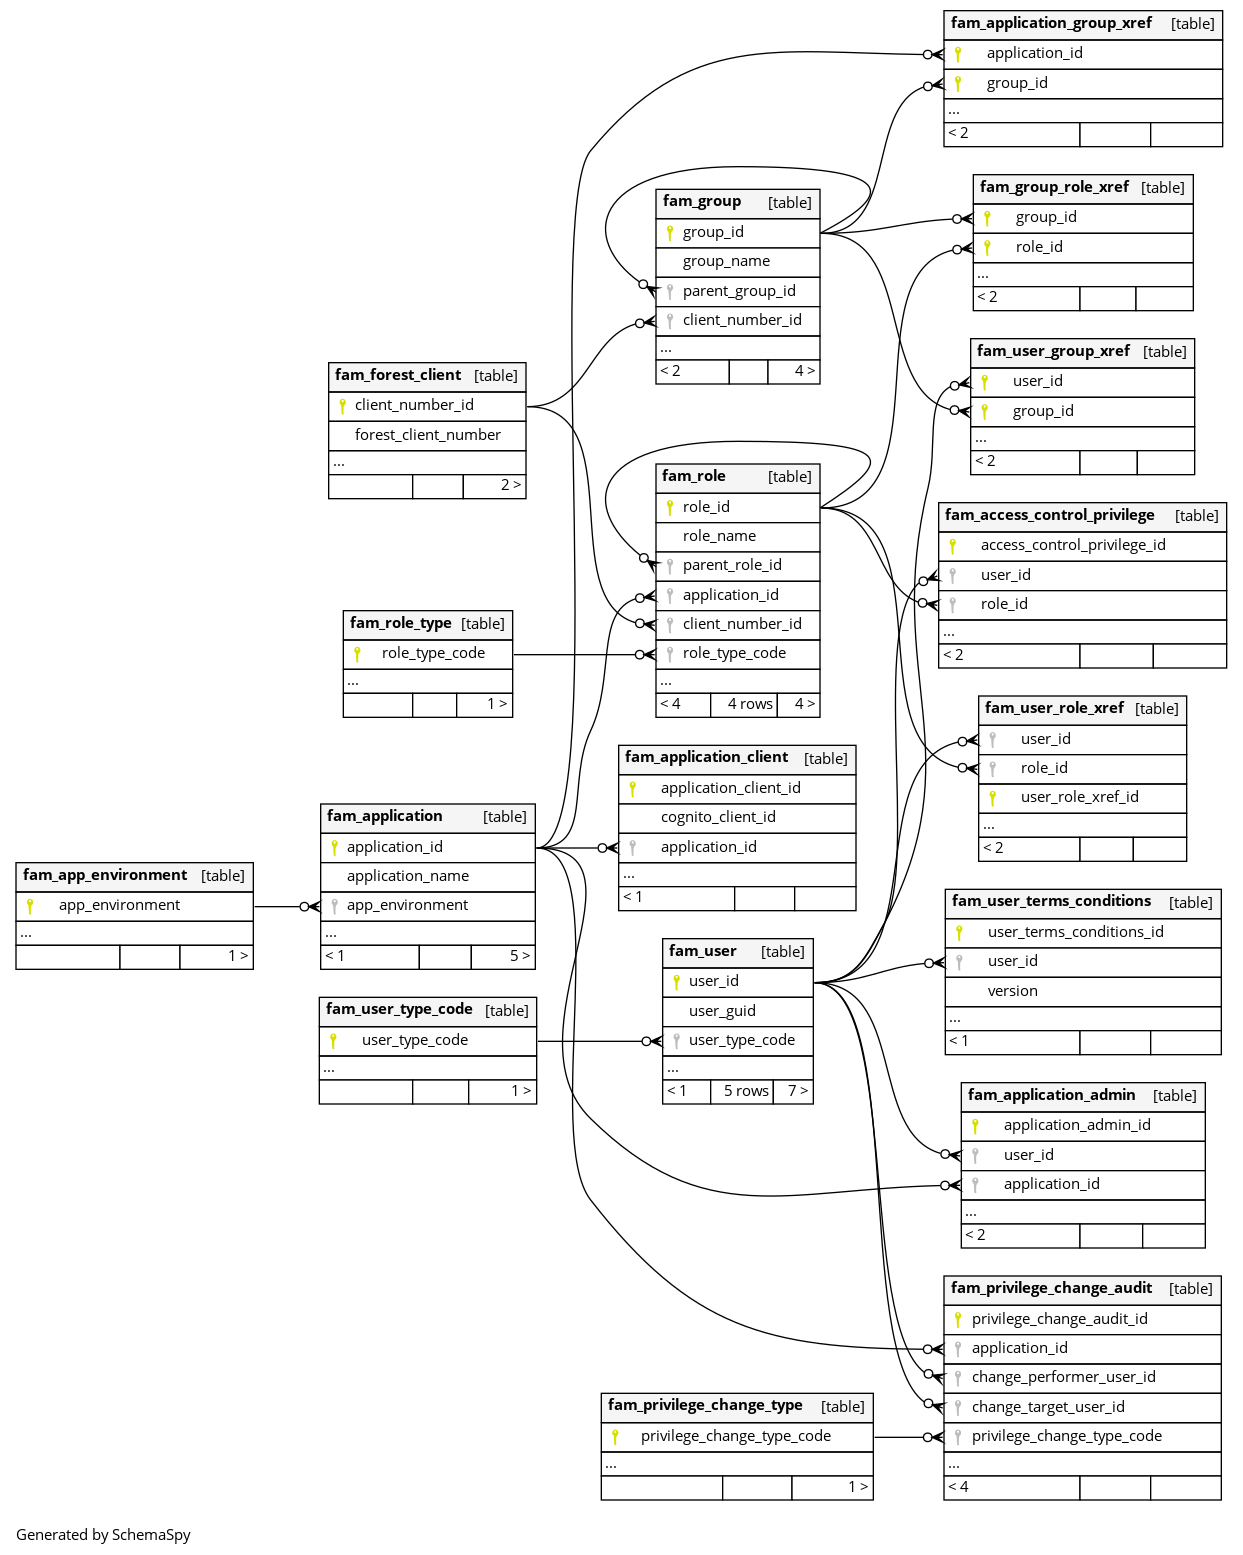 fam_application_group_xref [table]
application_id
group_id
...
< 2
fam_group_role_xref [table]
group_id
role_id
...
< 2
fam_group [table]
group_id
group_name
parent_group_id
client_number_id
...
< 2 4 >
fam_user_group_xref [table]
user_id
group_id
...
< 2
fam_forest_client [table]
client_number_id
forest_client_number
...
2 >
fam_role [table]
role_id
role_name
parent_role_id
application_id
client_number_id
role_type_code
...
< 4 4 rows 4 >
fam_access_control_privilege [table]
access_control_privilege_id
user_id
role_id
...
< 2
fam_role_type [table]
role_type_code
...
1 >
fam_user_role_xref [table]
user_id
role_id
user_role_xref_id
...
< 2
fam_application_client [table]
application_client_id
cognito_client_id
application_id
...
< 1
fam_application [table]
application_id
application_name
app_environment
...
< 1 5 >
fam_app_environment [table]
app_environment
...
1 >
fam_user_terms_conditions [table]
user_terms_conditions_id
user_id
version
...
< 1
fam_user [table]
user_id
user_guid
user_type_code
...
< 1 5 rows 7 >
fam_user_type_code [table]
user_type_code
...
1 >
fam_application_admin [table]
application_admin_id
user_id
application_id
...
< 2
fam_privilege_change_audit [table]
privilege_change_audit_id
application_id
change_performer_user_id
change_target_user_id
privilege_change_type_code
...
< 4
fam_privilege_change_type [table]
privilege_change_type_code
...
1 >
Generated by SchemaSpy